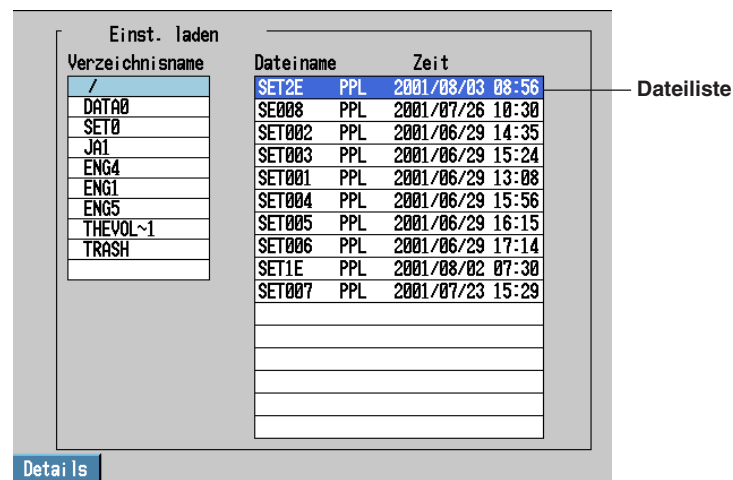 Einst. laden
Verzeichnisname
/
DATA0
SET0
JA1
ENG4
ENG1
ENG5
THEVOL~1
TRASH
Dateiname Zeit
SET2E PPL 2001/08/03 08:56
SE008 PPL 2001/07/26 10:30
SET002 PPL 2001/06/29 14:35
SET003 PPL 2001/06/29 15:24
SET001 PPL 2001/06/29 13:08
SET004 PPL 2001/06/29 15:56
SET005 PPL 2001/06/29 16:15
SET006 PPL 2001/06/29 17:14
SET1E PPL 2001/08/02 07:30
SET007 PPL 2001/07/23 15:29
Dateiliste
Details